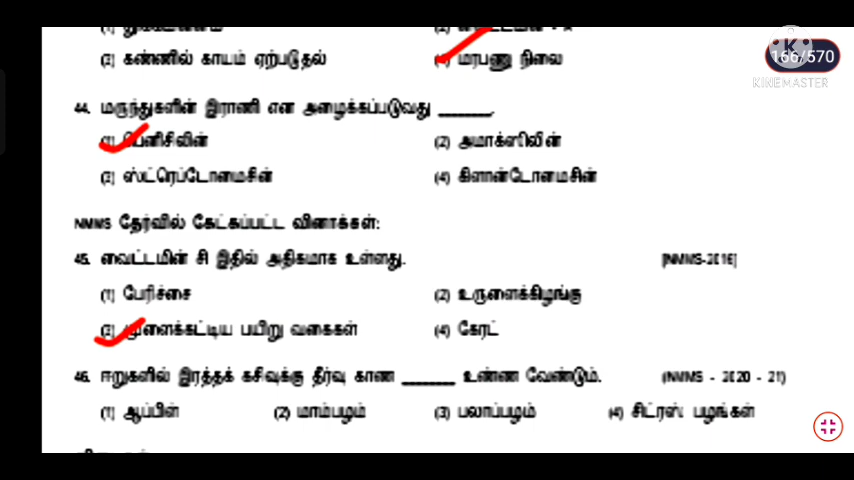 (3) கண்ணில் காயம் ஏற்படுதல் (4) மரபணு நிலை
166/570
KINEMASTER
44. மருந்துகளின் இராணி என அழைக்கப்படுவது ________.
(1) பெனிசிலின் (2) அமாக்ஸிலின்
(3) ஸ்ட்ரெப்டோமைசின் (4) கிளான்டோமைசின்
NMMS தேர்வில் கேட்கப்பட்ட வினாக்கள்:
45. வைட்டமின் சி இதில் அதிகமாக உள்ளது. [NMMS-2016]
(1) பேரிச்சை (2) உருளைக்கிழங்கு
(3) முளைக்கட்டிய பயிறு வகைகள் (4) கேரட்
46. ஈறுகளில் இரத்தக் கசிவுக்கு தீர்வு காண ________ உண்ண வேண்டும். (NMMS - 2020 - 21)
(1) ஆப்பிள் (2) மாம்பழம் (3) பலாப்பழம் (4) சிட்ரஸ் பழங்கள்